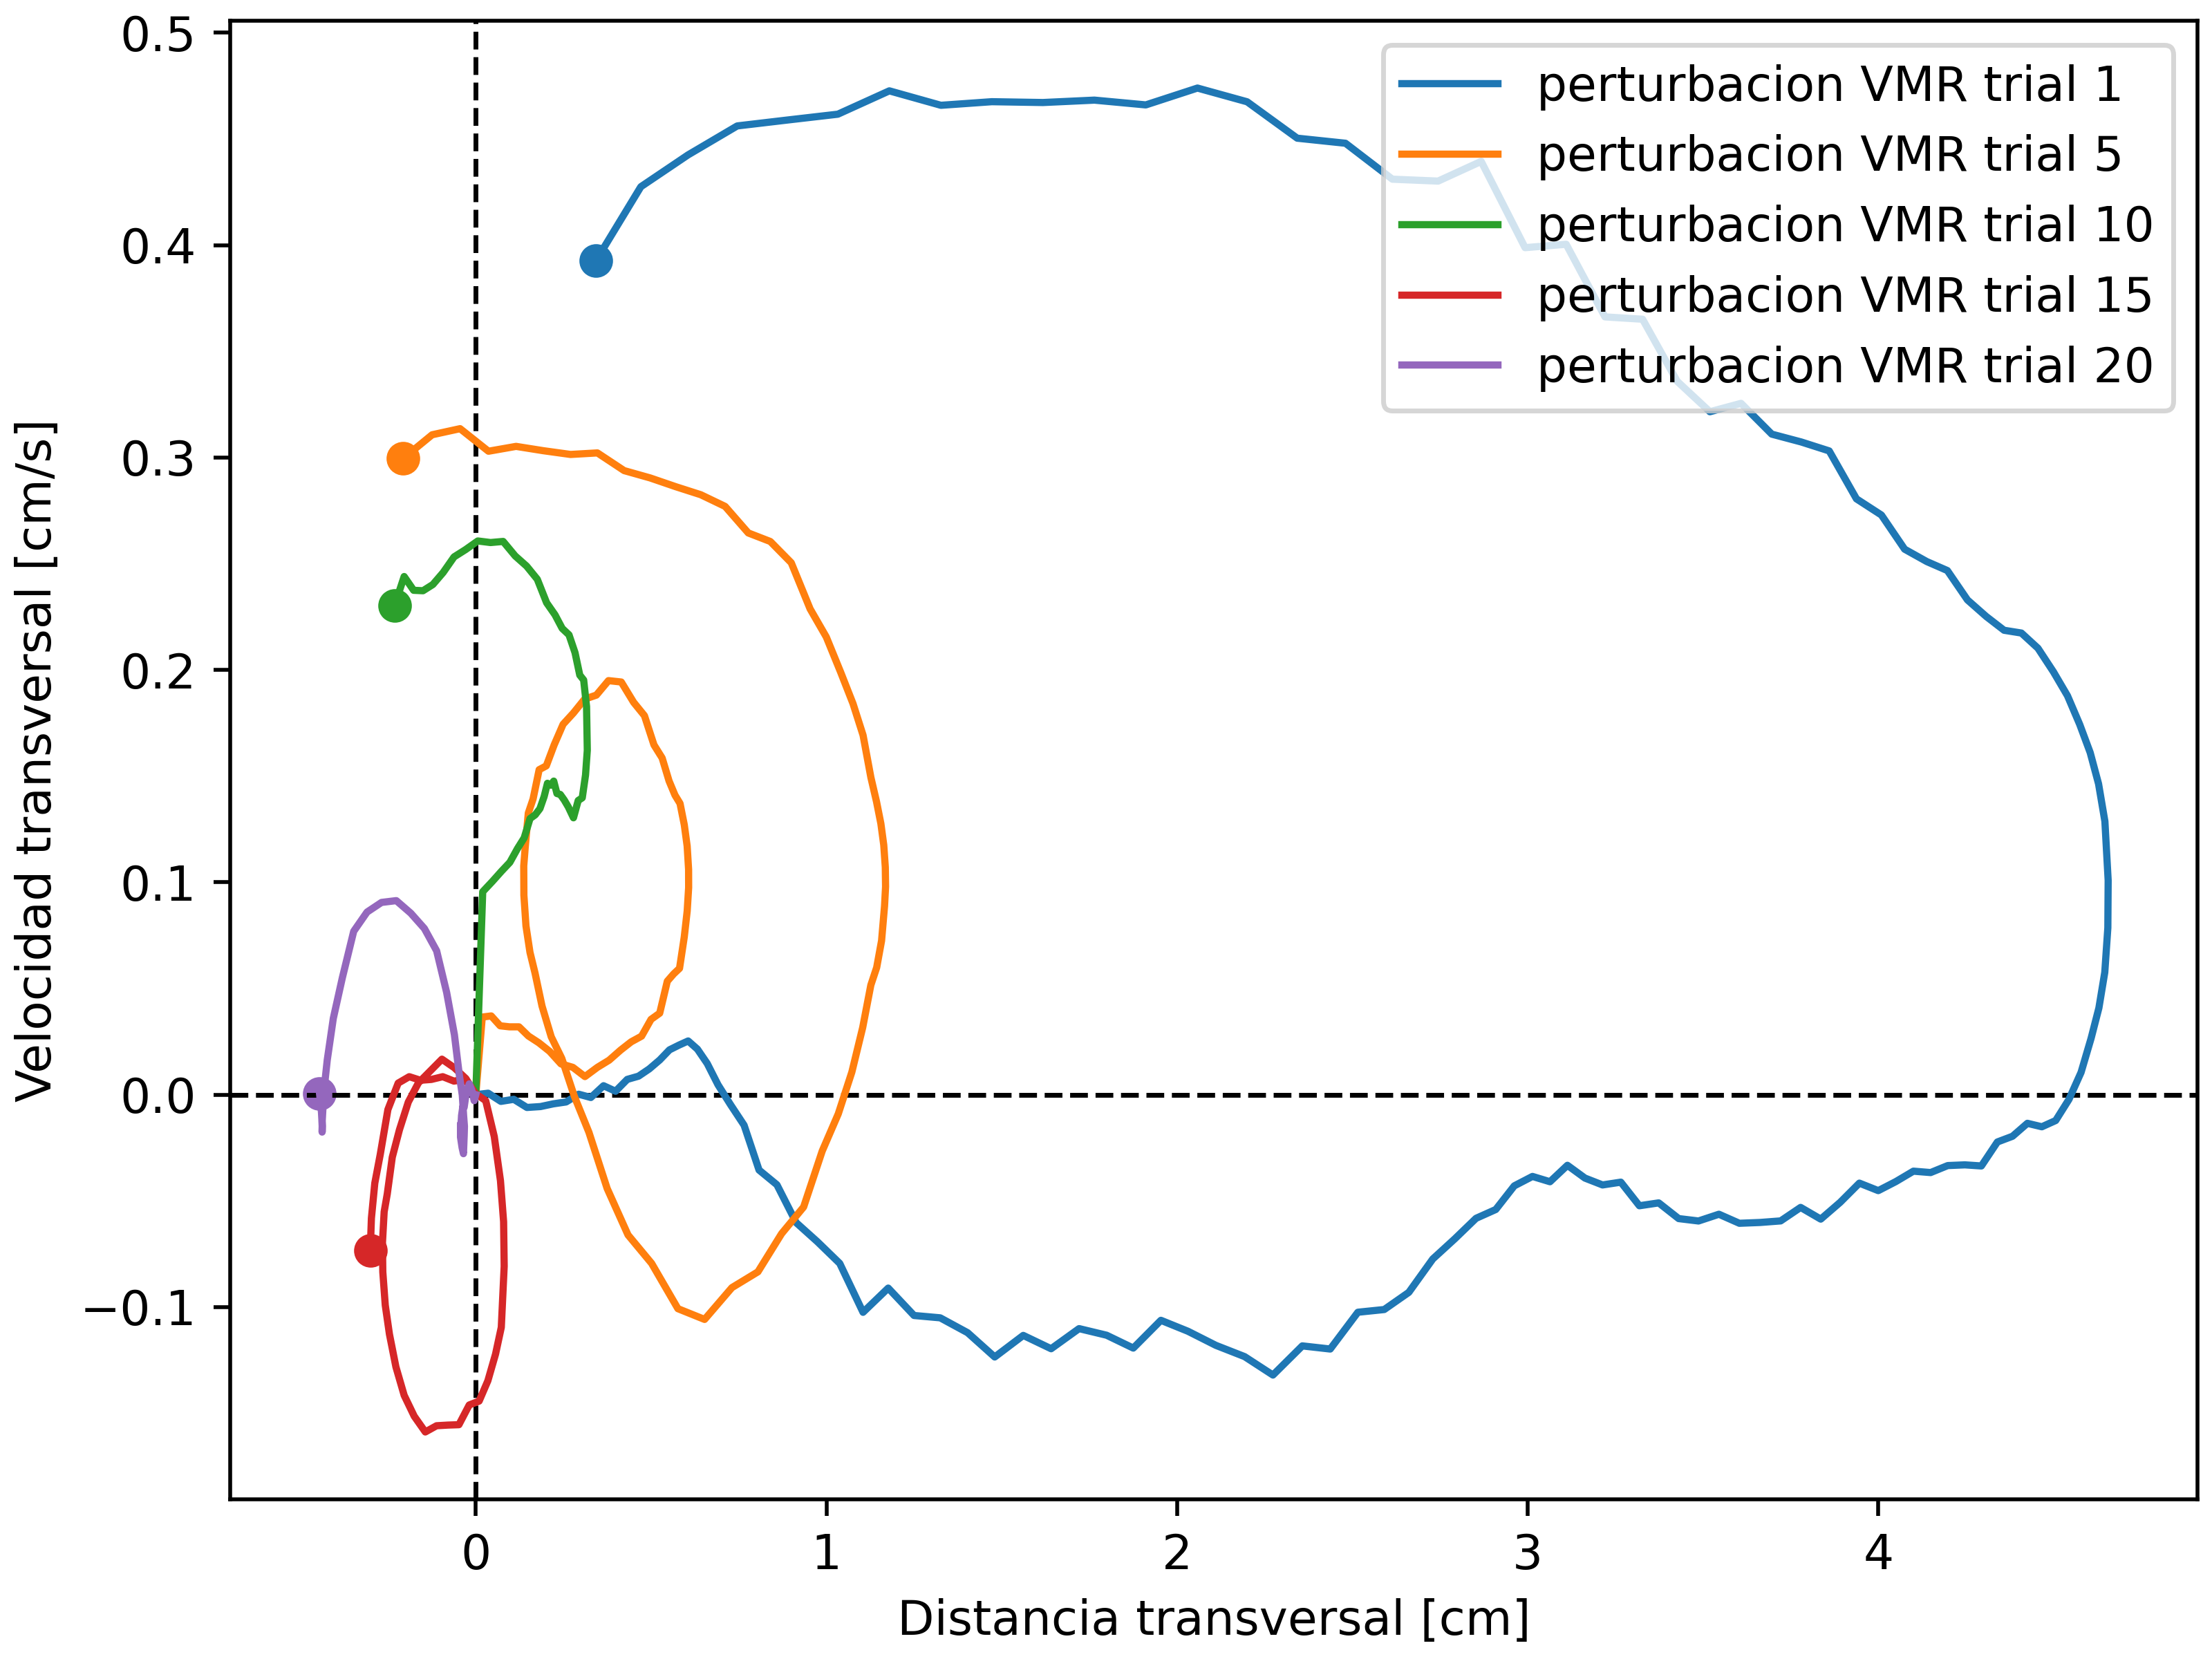 0.5
0.4
0.3
0.2
0.1
0.0
−0.1
Velocidad transversal [cm/s]
perturbacion VMR trial 1
perturbacion VMR trial 5
perturbacion VMR trial 10
perturbacion VMR trial 15
perturbacion VMR trial 20
0 1 2 3 4
Distancia transversal [cm]